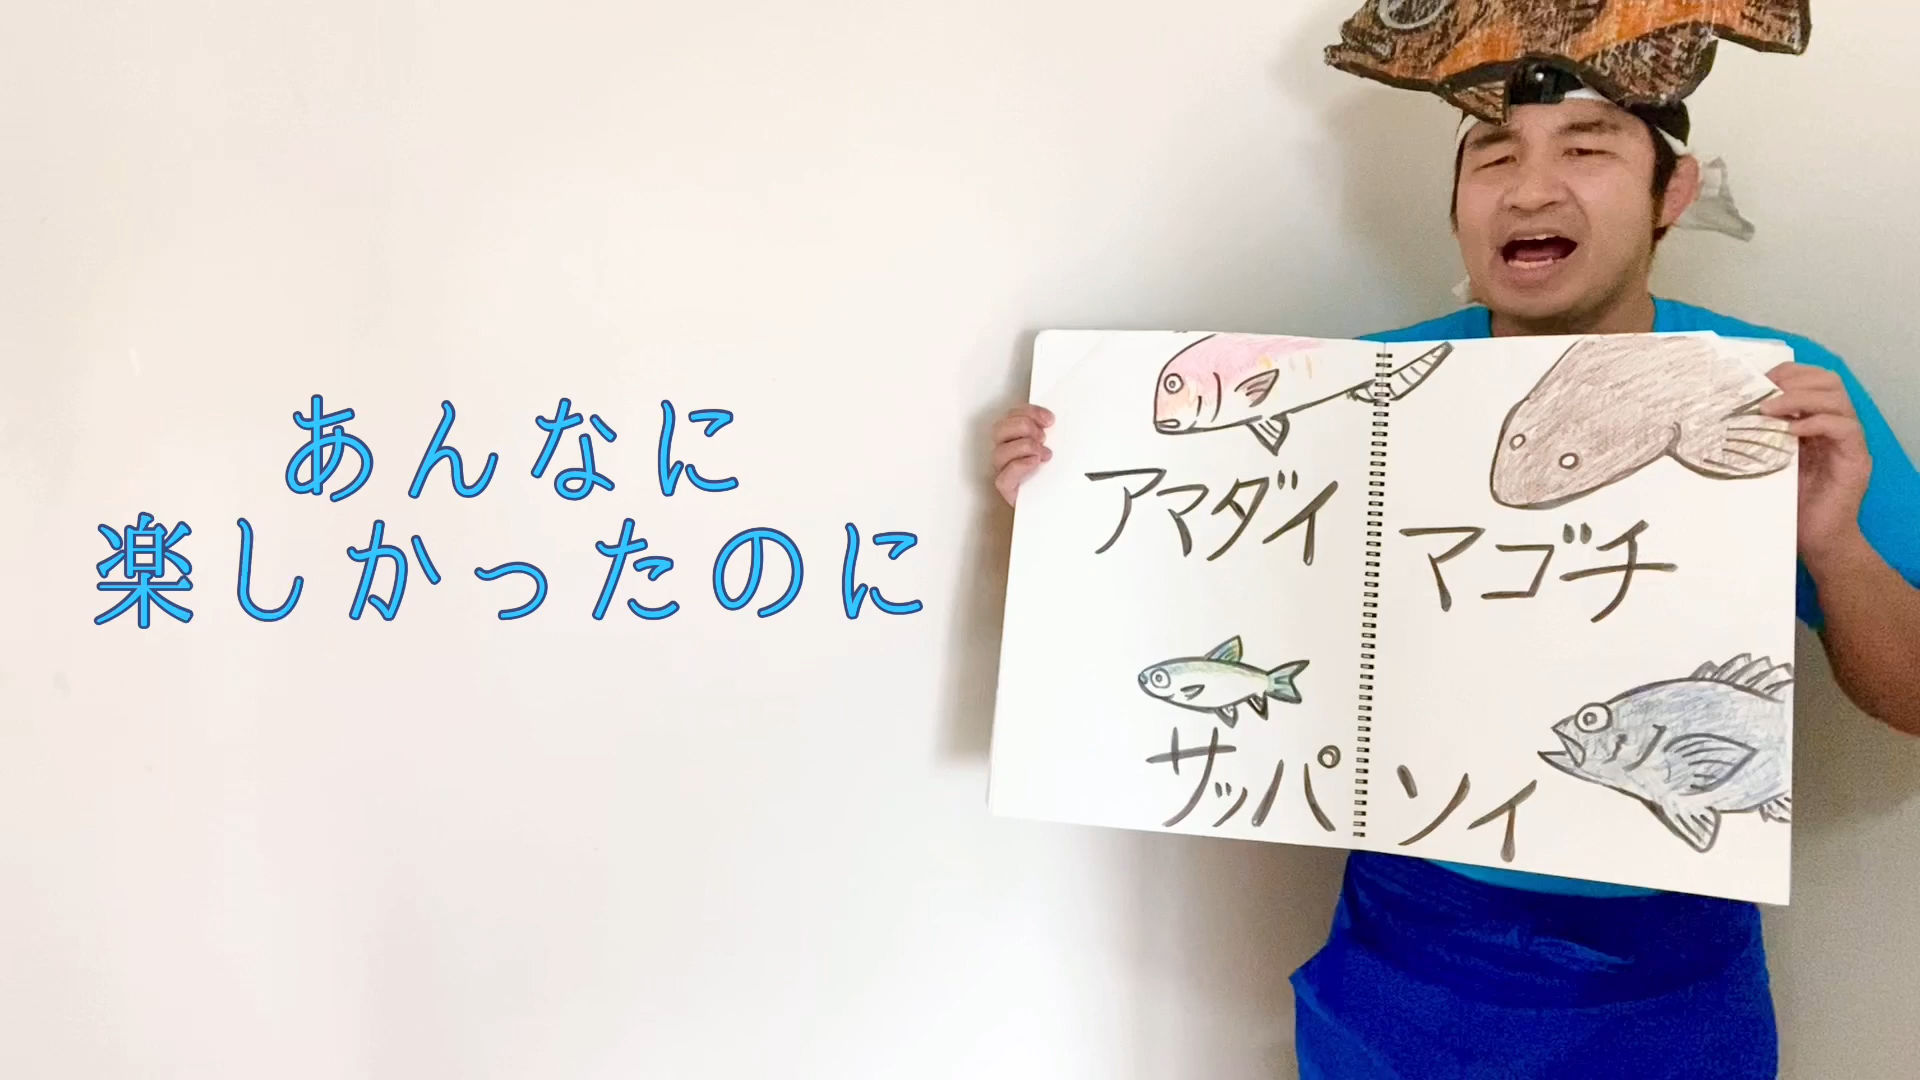 あんなに
楽しかったのに
アマダイ
マゴチ
サッパ
ソイ